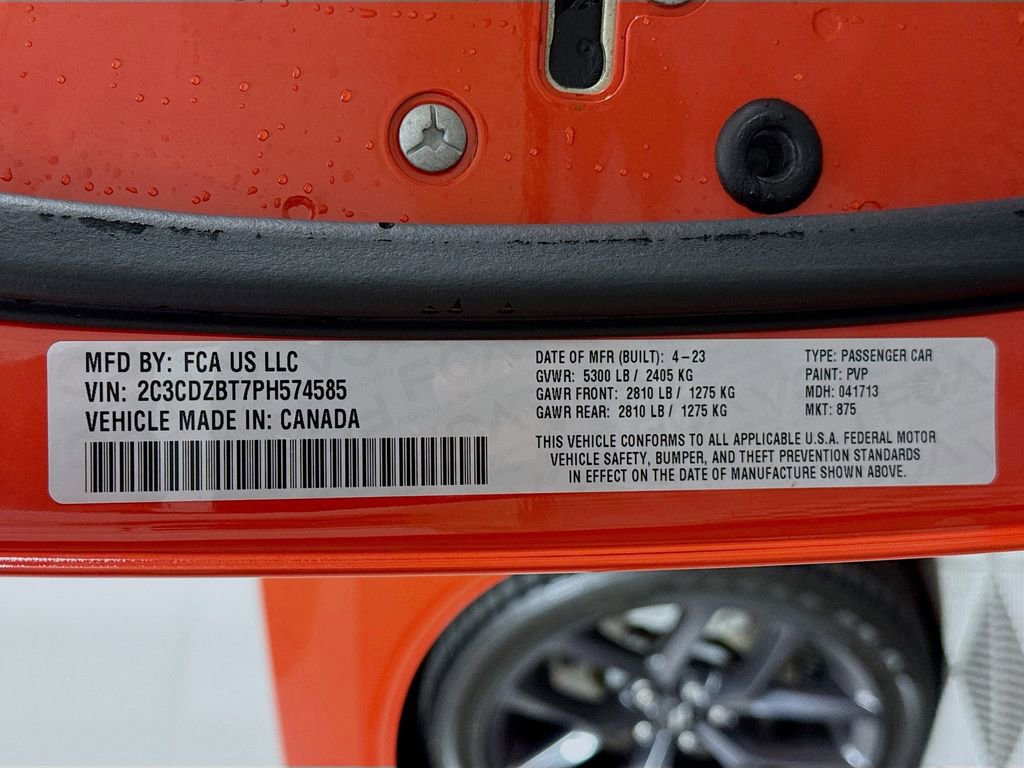 MFD BY: FCA US LLC
VIN: 2C3CDZBT7PH574585
VEHICLE MADE IN: CANADA
DATE OF MFR (BUILT): 4-23
GVWR: 5300 LB / 2405 KG
GAWR FRONT: 2810 LB / 1275 KG
GAWR REAR: 2810 LB / 1275 KG
TYPE: PASSENGER CAR
PAINT: PVP
MDH: 041713
MKT: 875
THIS VEHICLE CONFORMS TO ALL APPLICABLE U.S.A. FEDERAL MOTOR
VEHICLE SAFETY, BUMPER, AND THEFT PREVENTION STANDARDS
IN EFFECT ON THE DATE OF MANUFACTURE SHOWN ABOVE.